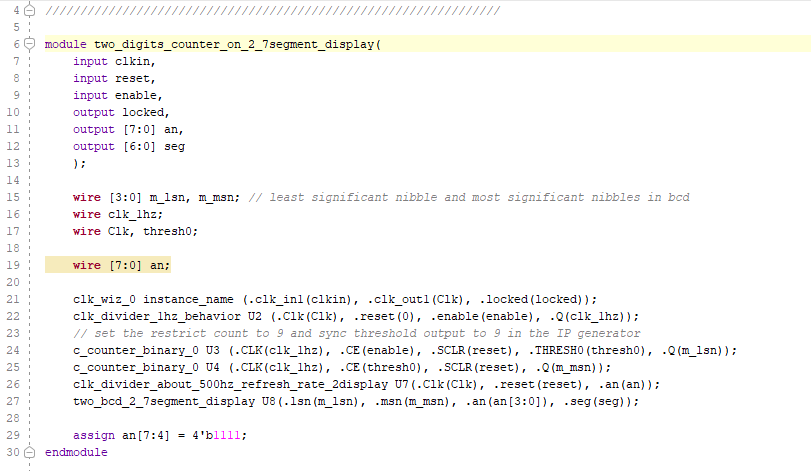 4 //////////////////////////////////////////////////////////////////
5
6 module two_digits_counter_on_2_7segment_display(
7 input clkin,
8 input reset,
9 input enable,
10 output locked,
11 output [7:0] an,
12 output [6:0] seg
13 );
14
15 wire [3:0] m_lsn, m_msn; // least significant nibble and most significant nibbles in bcd
16 wire clk_1hz;
17 wire Clk, thresh0;
18
19 wire [7:0] an;
20
21 clk_wiz_0 instance_name (.clk_in1(clkin), .clk_out1(Clk), .locked(locked));
22 clk_divider_1hz_behavior U2 (.Clk(Clk), .reset(0), .enable(enable), .Q(clk_1hz));
23 // set the restrict count to 9 and sync threshold output to 9 in the IP generator
24 c_counter_binary_0 U3 (.CLK(clk_1hz), .CE(enable), .SCLR(reset), .THRESH0(thresh0), .Q(m_lsn));
25 c_counter_binary_0 U4 (.CLK(clk_1hz), .CE(thresh0), .SCLR(reset), .Q(m_msn));
26 clk_divider_about_500hz_refresh_rate_2display U7(.Clk(Clk), .reset(reset), .an(an));
27 two_bcd_2_7segment_display U8(.lsn(m_lsn), .msn(m_msn), .an(an[3:0]), .seg(seg));
28
29 assign an[7:4] = 4'b1111;
30 endmodule